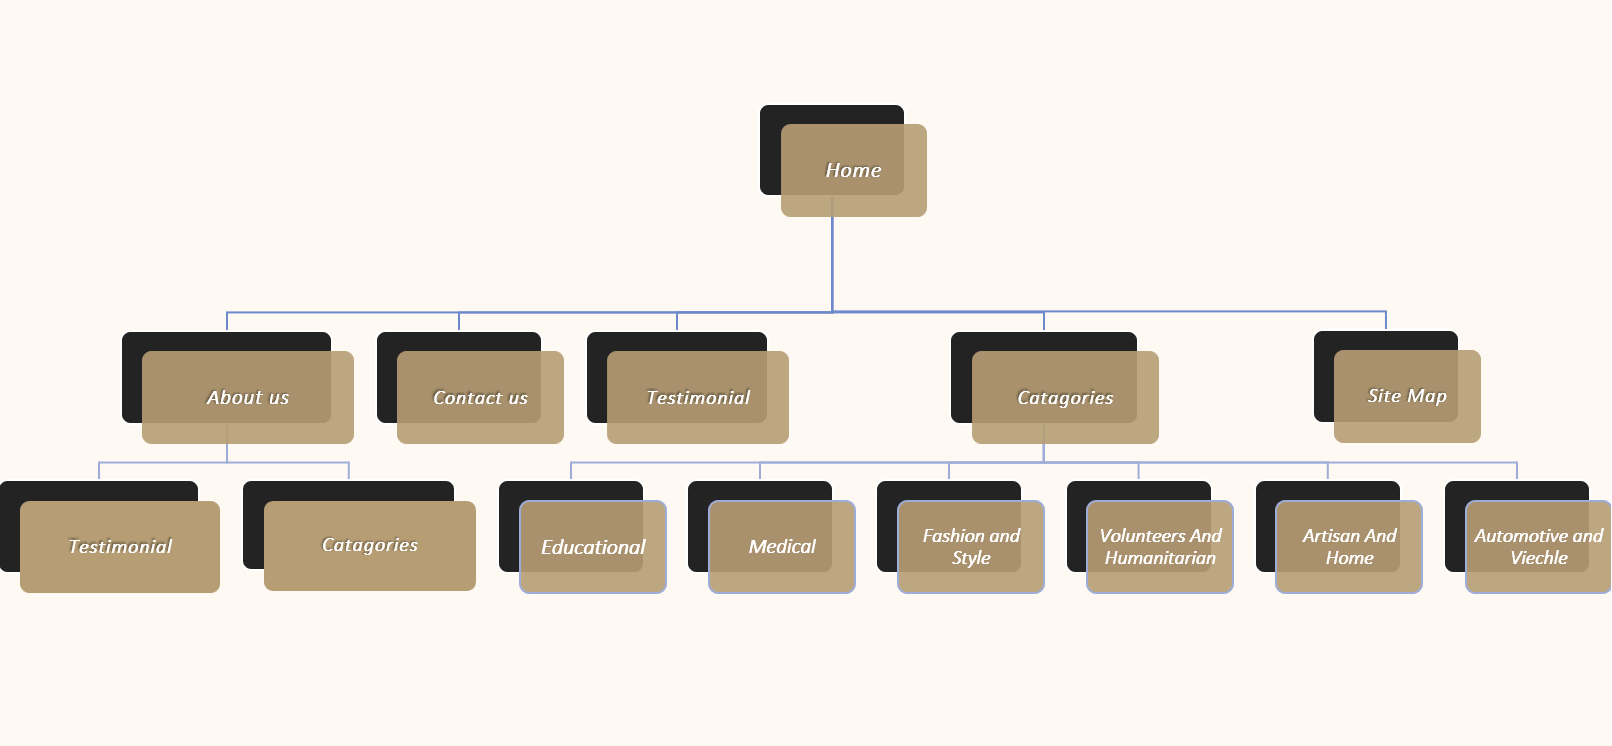 Home
About us
Contact us
Testimonial
Catagories
Site Map
Testimonial
Catagories
Educational
Medical
Fashion and
Style
Volunteers And
Humanitarian
Artisan And
Home
Automotive and
Viechle